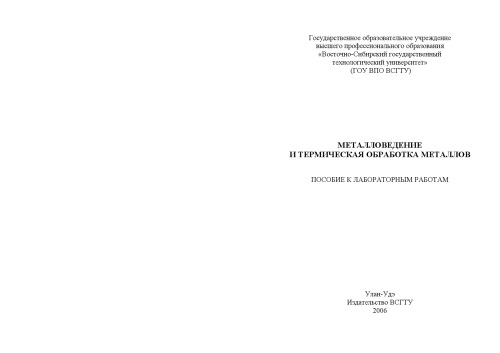 Государственное образовательное учреждение
высшего профессионального образования
«Восточно-Сибирский государственный
технологический университет»
(ГОУ ВПО ВСГТУ)
МЕТАЛЛОВЕДЕНИЕ
И ТЕРМИЧЕСКАЯ ОБРАБОТКА МЕТАЛЛОВ
ПОСОБИЕ К ЛАБОРАТОРНЫМ РАБОТАМ
Улан-Удэ
Издательство ВСГТУ
2006